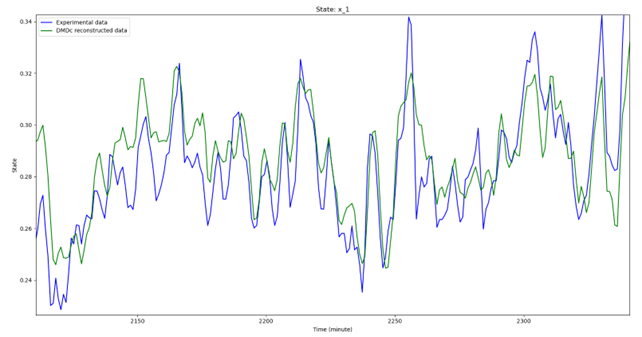 State: x_1
Experimental data
DMDc reconstructed data
0.34
0.32
0.30
0.28
0.26
0.24
State
2150
2200
2250
2300
Time (minute)